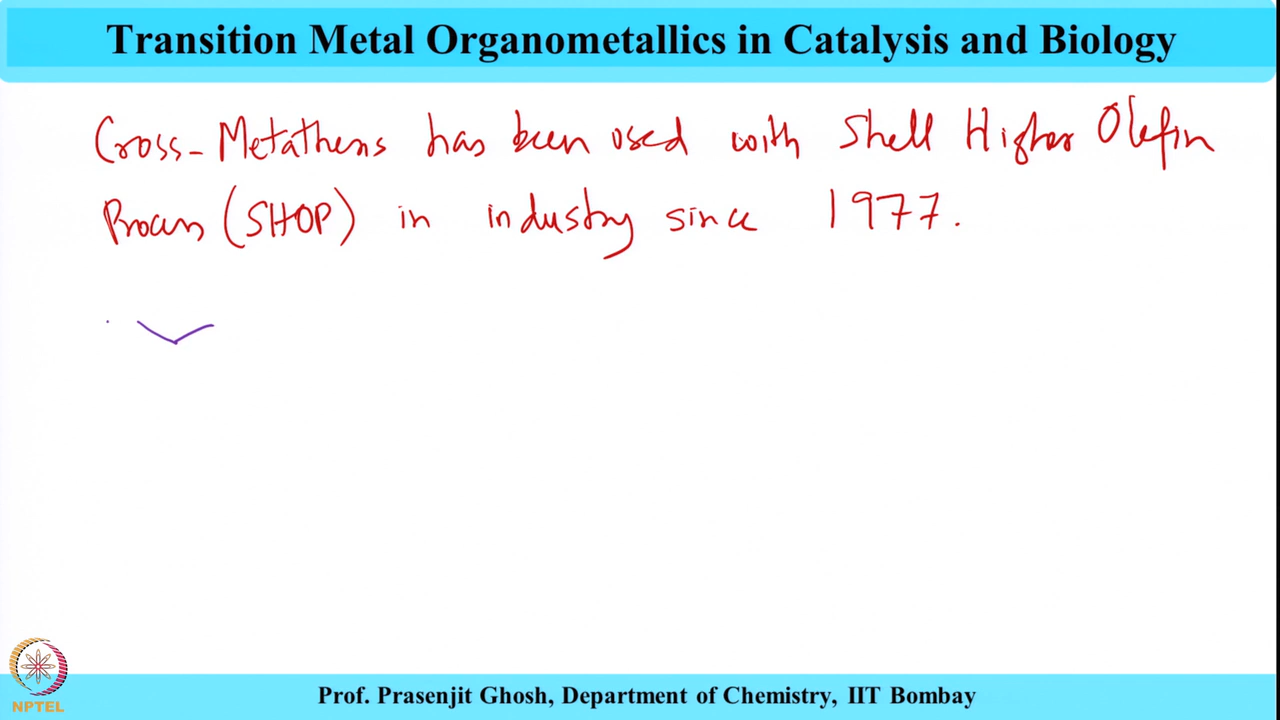 Transition Metal Organometallics in Catalysis and Biology
Cross-Metathesis has been used with Shell Higher Olefin
Process (SHOP) in industry since 1977.
NPTEL
Prof. Prasenjit Ghosh, Department of Chemistry, IIT Bombay